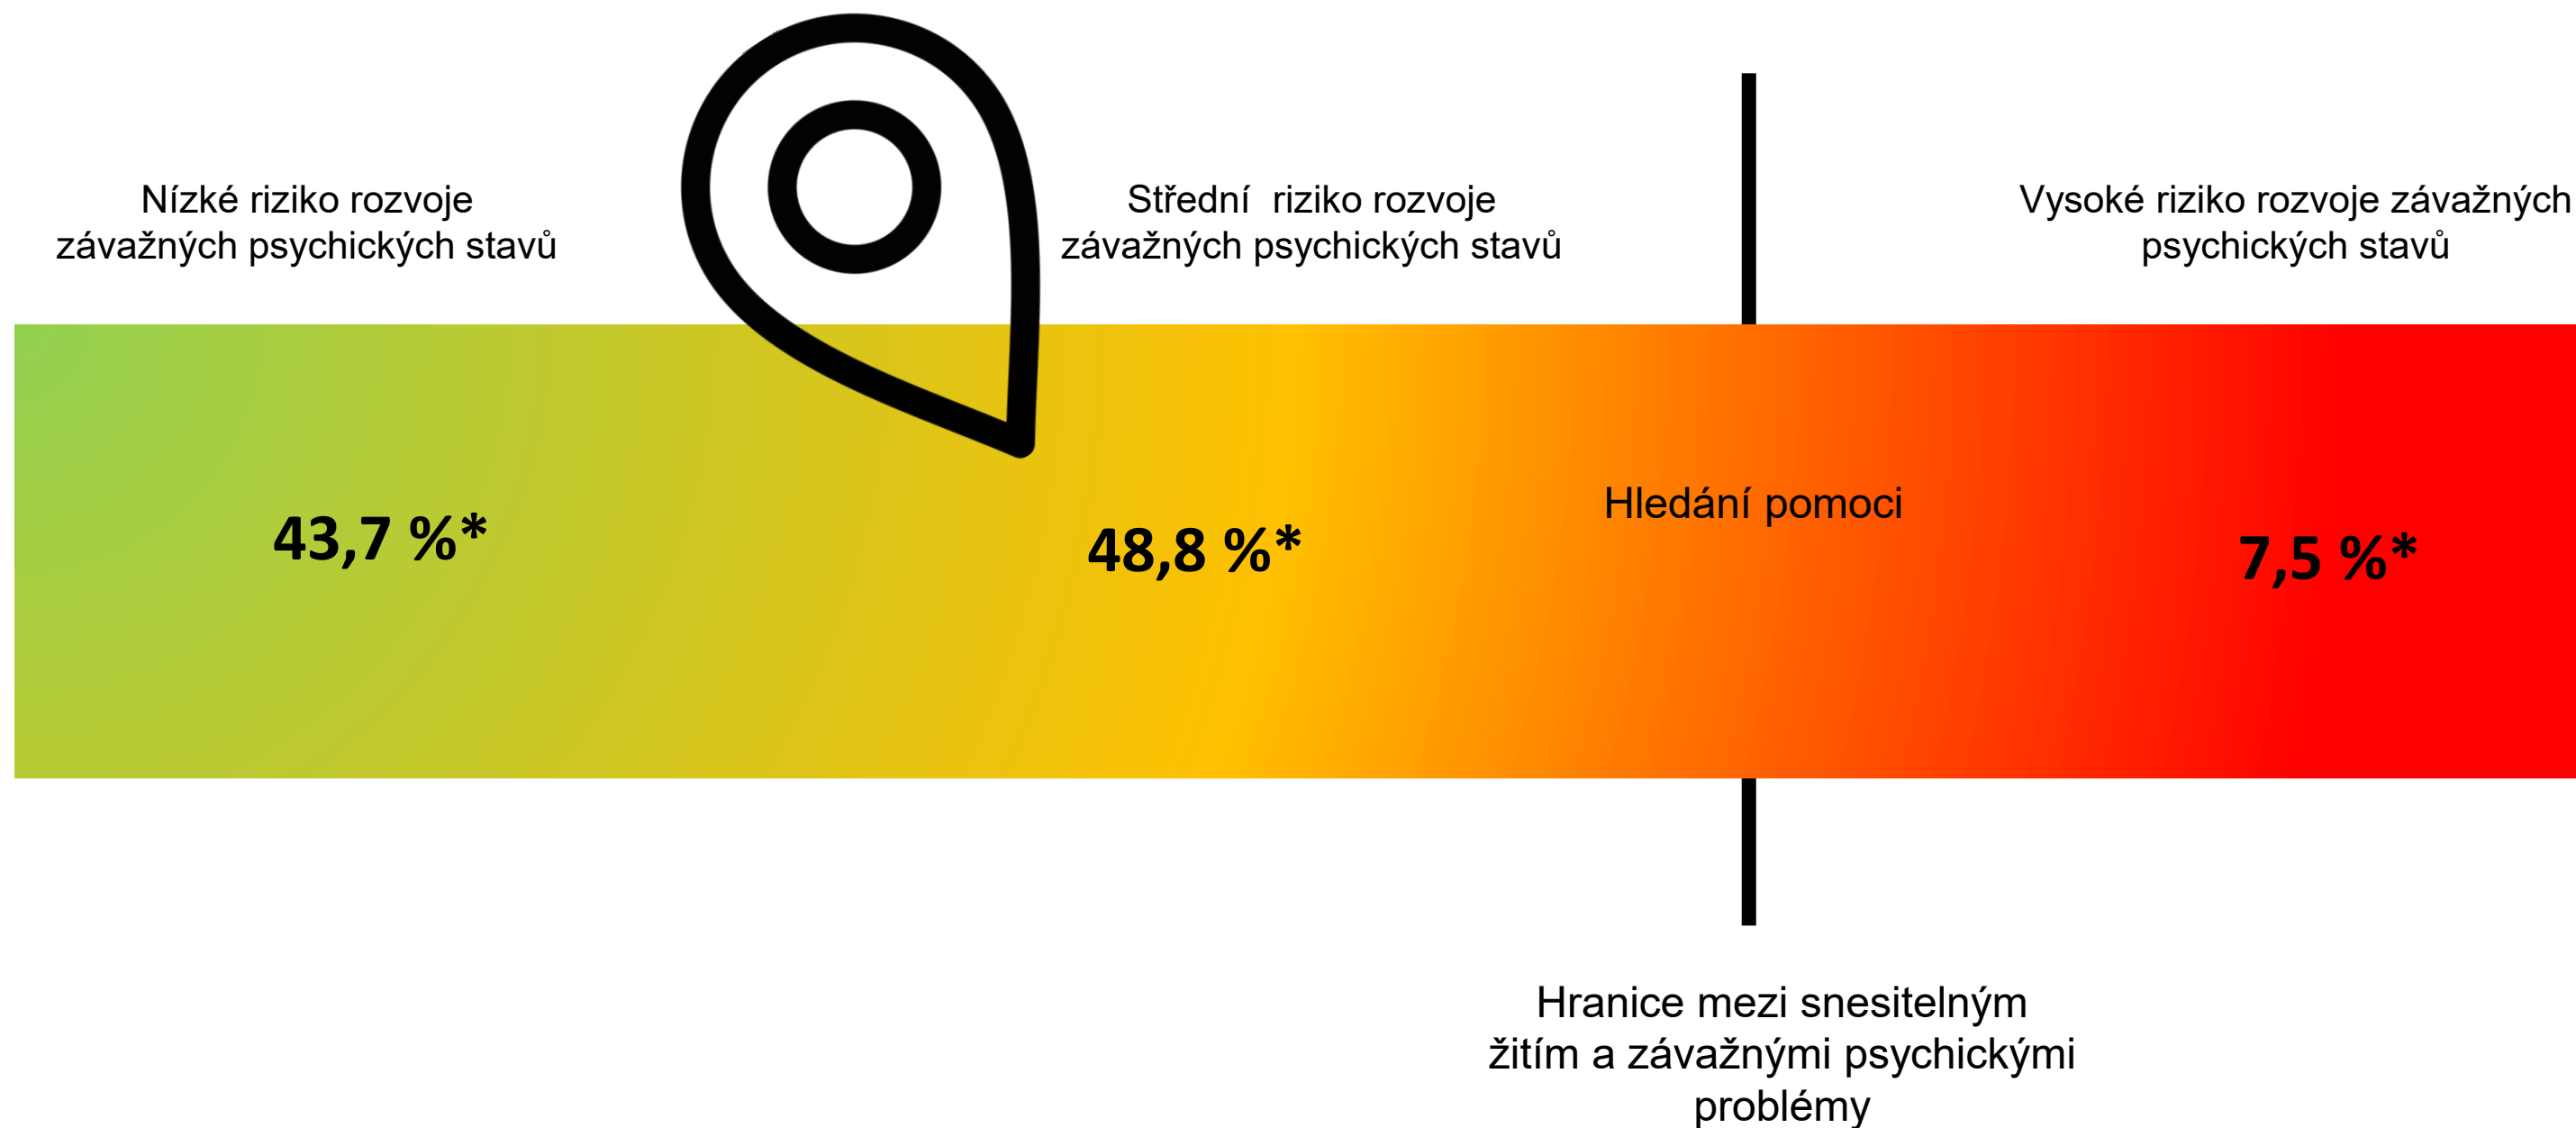 Nízké riziko rozvoje
závažných psychických stavů
Střední  riziko rozvoje
závažných psychických stavů
Vysoké riziko rozvoje závažných
psychických stavů
43,7 %*
48,8 %*
Hledání pomoci
7,5 %*
Hranice mezi snesitelným
žitím a závažnými psychickými
problémy